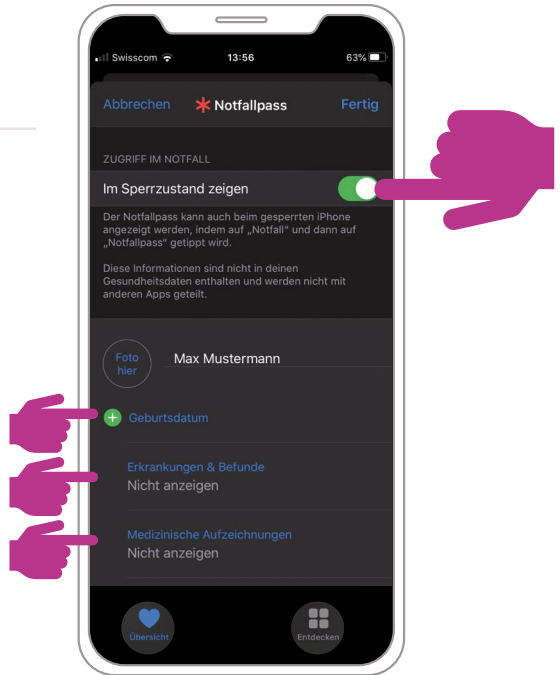 Swisscom 13:56 63%
Abbrechen Notfallpass Fertig
ZUGRIFF IM NOTFALL
Im Sperrzustand zeigen
Der Notfallpass kann auch beim gesperrten iPhone
angezeigt werden, indem auf „Notfall" und dann auf
„Notfallpass" getippt wird.
Diese Informationen sind nicht in deinen
Gesundheitsdaten enthalten und werden nicht mit
anderen Apps geteilt.
Foto
hier
Max Mustermann
Geburtsdatum
Erkrankungen & Befunde
Nicht anzeigen
Medizinische Aufzeichnungen
Nicht anzeigen
Übersicht Entdecken